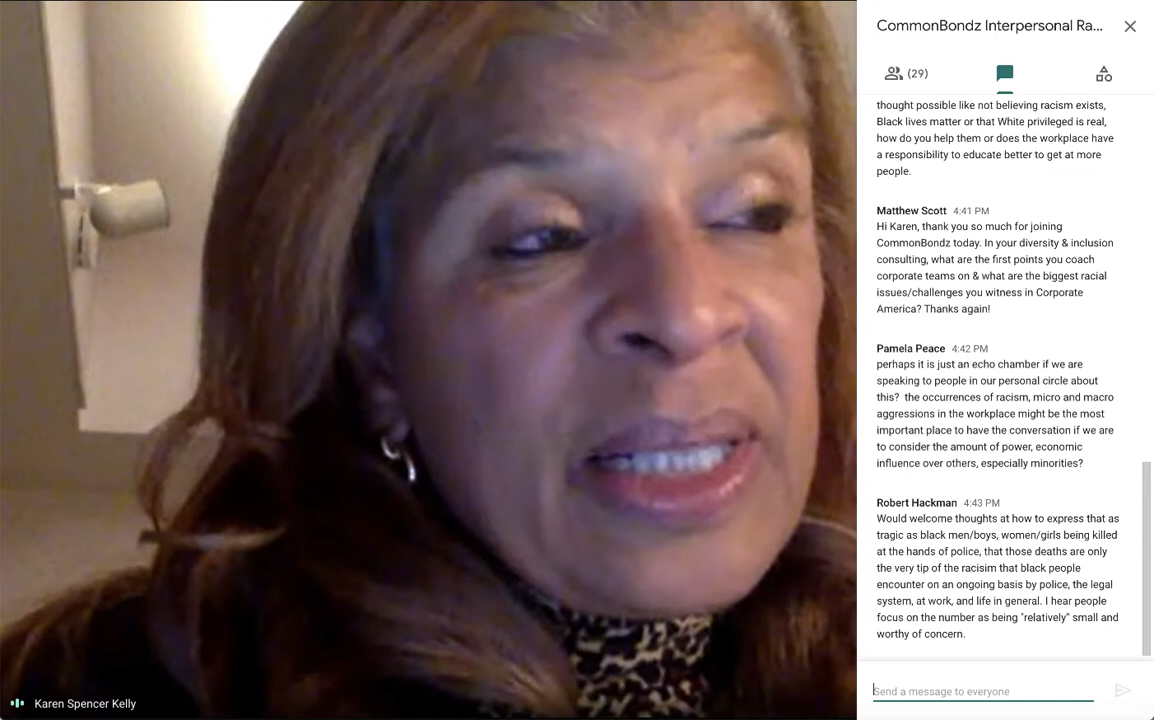 CommonBondz Interpersonal Ra...
(29)
thought possible like not believing racism exists,
Black lives matter or that White privileged is real,
how do you help them or does the workplace have
a responsibility to educate better to get at more
people.
Matthew Scott 4:41 PM
Hi Karen, thank you so much for joining
CommonBondz today. In your diversity & inclusion
consulting, what are the first points you coach
corporate teams on & what are the biggest racial
issues/challenges you witness in Corporate
America? Thanks again!
Pamela Peace 4:42 PM
perhaps it is just an echo chamber if we are
speaking to people in our personal circle about
this?  the occurrences of racism, micro and macro
aggressions in the workplace might be the most
important place to have the conversation if we are
to consider the amount of power, economic
influence over others, especially minorities?
Robert Hackman 4:43 PM
Would welcome thoughts at how to express that as
tragic as black men/boys, women/girls being killed
at the hands of police, that those deaths are only
the very tip of the racisim that black people
encounter on an ongoing basis by police, the legal
system, at work, and life in general. I hear people
focus on the number as being "relatively" small and
worthy of concern.
Send a message to everyone
Karen Spencer Kelly